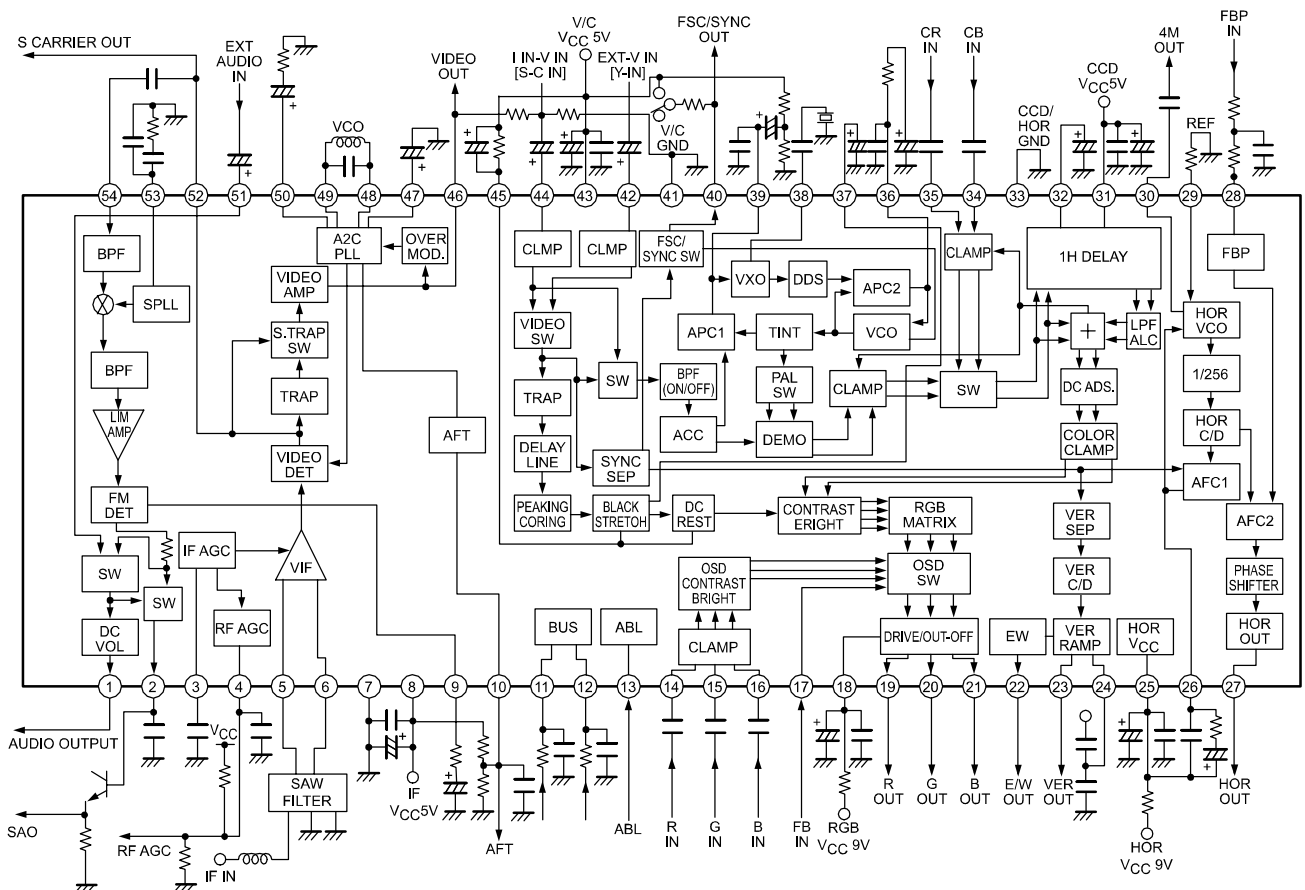 S CARRIER OUT
EXT
AUDIO
IN
VCO
VIDEO
OUT
I IN-V IN
[S-C IN]
V/C
VCC 5V
EXT-V IN
[Y-IN]
FSC/SYNC
OUT
V/C
GND
CR
IN
CB
IN
CCD/
HOR
GND
CCD
VCC 5V
4M
OUT
REF
FBP
IN
54
53
52
51
50
49
48
47
46
45
44
43
42
41
40
39
38
37
36
35
34
33
32
31
30
29
28
BPF
SPLL
BPF
LIM
AMP
FM
DET
SW
SW
DC
VOL
A2C
PLL
OVER
MOD.
VIDEO
AMP
S.TRAP
SW
TRAP
VIDEO
DET
AFT
IF AGC
VIF
RF AGC
CLMP
CLMP
FSC/
SYNC SW
VIDEO
SW
SW
TRAP
DELAY
LINE
PEAKING
CORING
SYNC
SEP
BLACK
STRETOH
DC
REST
BPF
(ON/OFF)
ACC
VXO
DDS
APC2
APC1
TINT
VCO
PAL
SW
DEMO
CLAMP
CLAMP
SW
1H DELAY
+
LPF
ALC
DC ADS.
COLOR
CLAMP
CONTRAST
ERIGHT
RGB
MATRIX
OSD
CONTRAST
BRIGHT
OSD
SW
CLAMP
DRIVE/OUT-OFF
BUS
ABL
EW
VER
SEP
VER
C/D
VER
RAMP
HOR
VCC
FBP
HOR
VCO
1/256
HOR
C/D
AFC1
AFC2
PHASE
SHIFTER
HOR
OUT
1
2
3
4
5
6
7
8
9
10
11
12
13
14
15
16
17
18
19
20
21
22
23
24
25
26
27
AUDIO OUTPUT
SAO
VCC
RF AGC
SAW
FILTER
IF IN
IF
VCC 5V
AFT
ABL
R
IN
G
IN
B
IN
FB
IN
RGB
VCC 9V
R
OUT
G
OUT
B
OUT
E/W
OUT
VER
OUT
HOR
VCC 9V
HOR
OUT